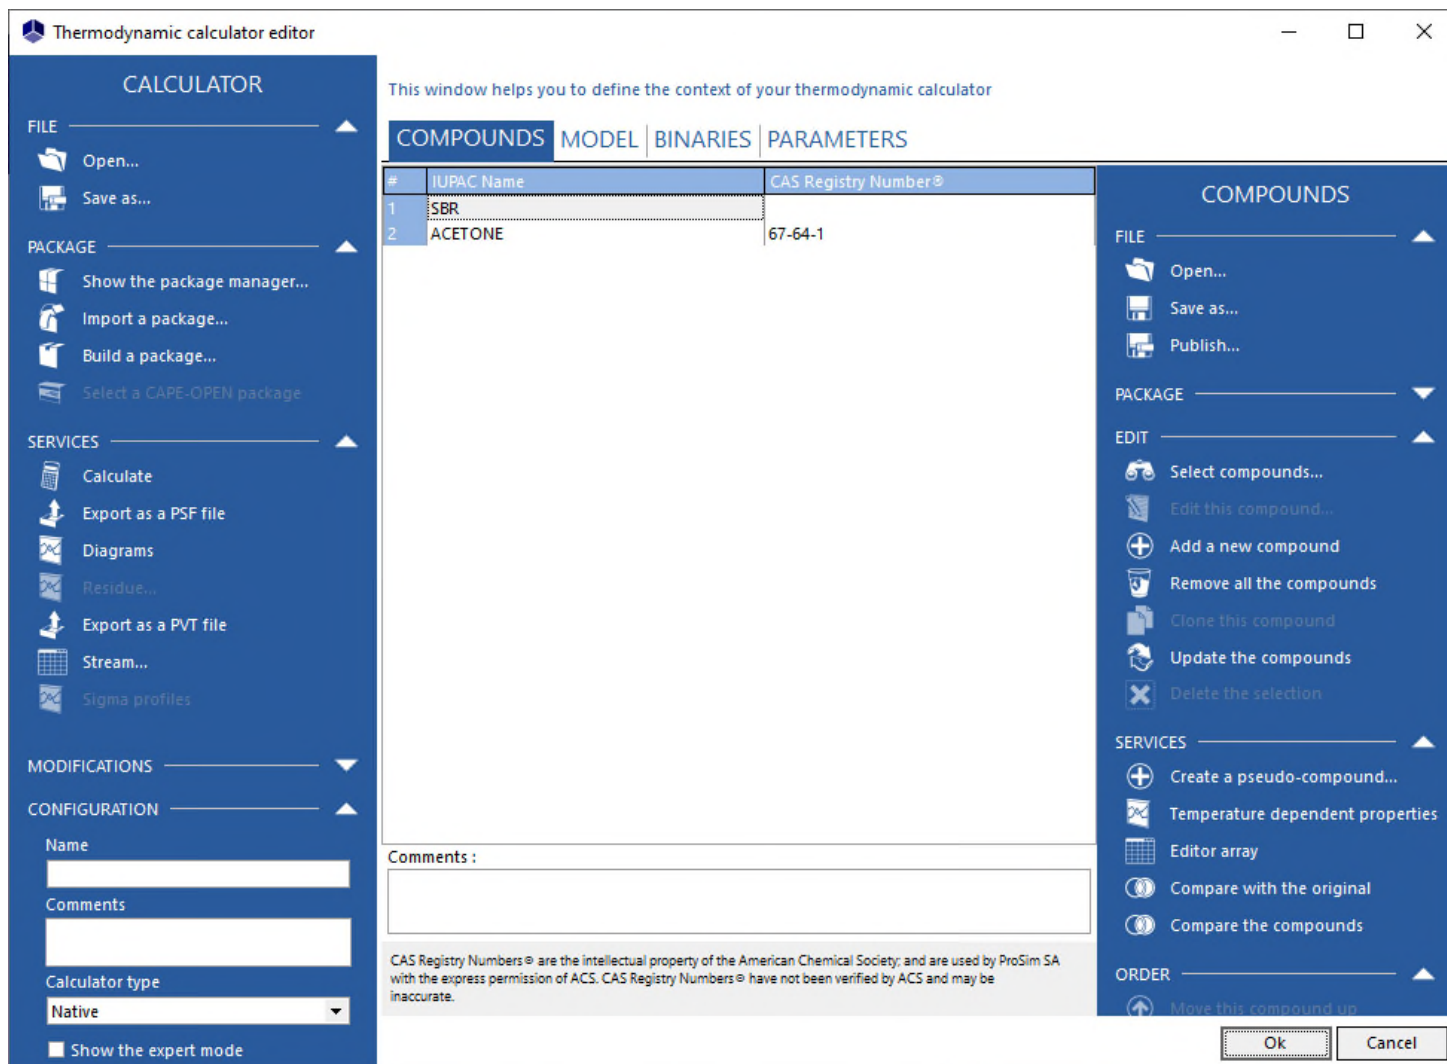 Thermodynamic calculator editor
CALCULATOR
FILE
Open...
Save as...
PACKAGE
Show the package manager...
Import a package...
Build a package...
Select a CAPE-OPEN package
SERVICES
Calculate
Export as a PSF file
Diagrams
Residue...
Export as a PVT file
Stream...
Sigma profiles
MODIFICATIONS
CONFIGURATION
Name
Comments
Calculator type
Native
Show the expert mode
This window helps you to define the context of your thermodynamic calculator
COMPOUNDS MODEL BINARIES PARAMETERS
# IUPAC Name CAS Registry Number®
1 SBR
2 ACETONE 67-64-1
Comments :
CAS Registry Numbers® are the intellectual property of the American Chemical Society; and are used by ProSim SA
with the express permission of ACS. CAS Registry Numbers® have not been verified by ACS and may be
inaccurate.
COMPOUNDS
FILE
Open...
Save as...
Publish...
PACKAGE
EDIT
Select compounds...
Edit this compound...
Add a new compound
Remove all the compounds
Clone this compound
Update the compounds
Delete the selection
SERVICES
Create a pseudo-compound...
Temperature dependent properties
Editor array
Compare with the original
Compare the compounds
ORDER
Move this compound up
Ok Cancel